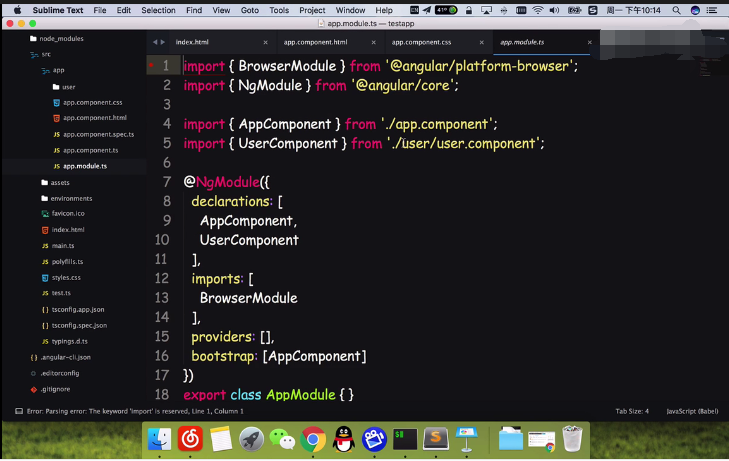 Sublime Text File Edit Selection Find View Goto Tools Project Window Help 周一 下午10:14
app.module.ts — testapp
node_modules
src
app
user
app.component.css
app.component.html
app.component.spec.ts
app.component.ts
app.module.ts
assets
environments
favicon.ico
index.html
main.ts
polyfills.ts
styles.css
test.ts
tsconfig.app.json
tsconfig.spec.json
typings.d.ts
.angular-cli.json
.editorconfig
.gitignore
index.html × app.component.html × app.component.css × app.module.ts ×
1 import { BrowserModule } from '@angular/platform-browser';
2 import { NgModule } from '@angular/core';
3
4 import { AppComponent } from './app.component';
5 import { UserComponent } from './user/user.component';
6
7 @NgModule({
8 declarations: [
9 AppComponent,
10 UserComponent
11 ],
12 imports: [
13 BrowserModule
14 ],
15 providers: [],
16 bootstrap: [AppComponent]
17 })
18 export class AppModule { }
Error: Parsing error: The keyword 'import' is reserved, Line 1, Column 1 Tab Size: 4 JavaScript (Babel)